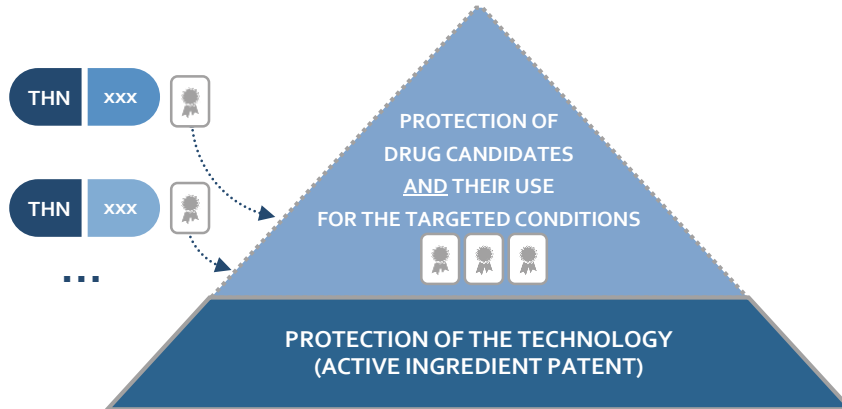 THN xxx
THN xxx
...
PROTECTION OF
DRUG CANDIDATES
AND THEIR USE
FOR THE TARGETED CONDITIONS
PROTECTION OF THE TECHNOLOGY
(ACTIVE INGREDIENT PATENT)